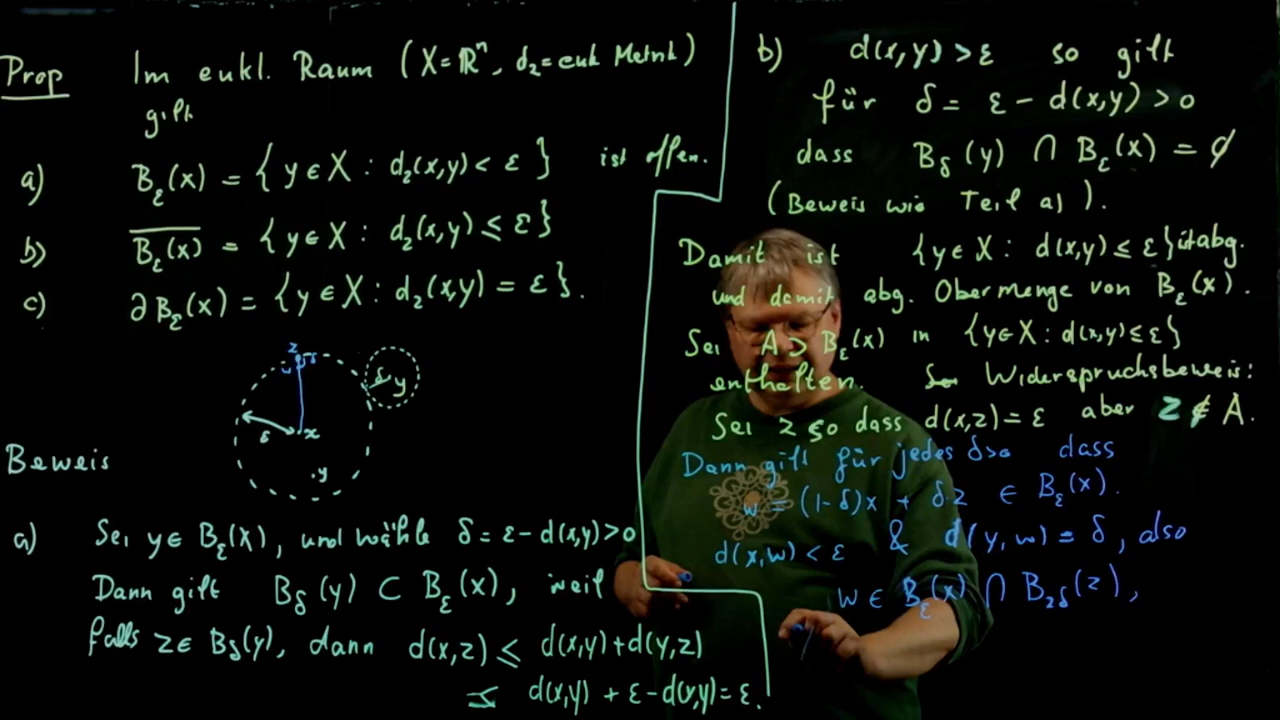 Prop Im eukl. Raum (X=ℝⁿ, d₂=euk Metrik)
gilt
a) B_ε(x) = {y∈X : d₂(x,y) < ε } ist offen.
b) \overline{B_ε(x)} = {y∈X : d₂(x,y) ≤ ε}
c) ∂B_ε(x) = {y∈X : d₂(x,y) = ε}.
z
δ y
ε x
.y
Beweis
a) Sei y∈ B_ε(x), und wähle δ = ε - d(x,y) > 0
Dann gilt B_δ(y) ⊂ B_ε(x), weil
falls z∈ B_δ(y), dann d(x,z) ≤ d(x,y)+d(y,z)
≤ d(x,y) + ε - d(x,y) = ε.
b) d(x,y) > ε so gilt
für δ = ε - d(x,y) > 0
dass B_δ(y) ∩ B_ε(x) = ∅
(Beweis wie Teil a)).
Damit ist {y∈X : d(x,y) ≤ ε} ist abg.
und damit abg. Obermenge von B_ε(x).
Sei A ⊃ B_ε(x) in {y∈X : d(x,y) ≤ ε}
enthalten. Widerspruchsbeweis:
Sei z so dass d(x,z) = ε aber z ∉ A.
Dann gilt für jedes δ>0 dass
w = (1-δ)x + δ·z ∈ B_ε(x).
d(x,w) < ε & d(y,w) = δ, also
w ∈ B_ε(x) ∩ B_{2δ}(z),